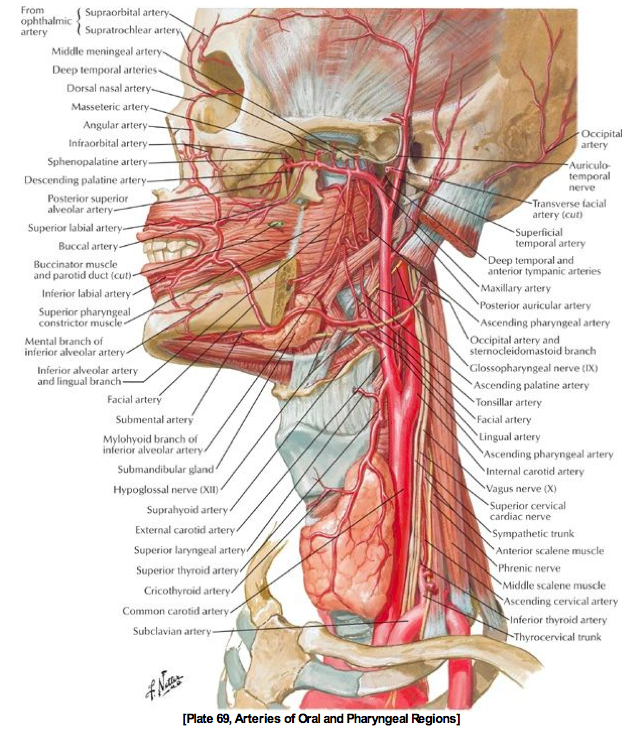 From
ophthalmic
artery
Supraorbital artery
Supratrochlear artery
Middle meningeal artery
Deep temporal arteries
Dorsal nasal artery
Masseteric artery
Angular artery
Infraorbital artery
Sphenopalatine artery
Descending palatine artery
Posterior superior
alveolar artery
Superior labial artery
Buccal artery
Buccinator muscle
and parotid duct (cut)
Inferior labial artery
Superior pharyngeal
constrictor muscle
Mental branch of
inferior alveolar artery
Inferior alveolar artery
and lingual branch
Facial artery
Submental artery
Mylohyoid branch of
inferior alveolar artery
Submandibular gland
Hypoglossal nerve (XII)
Suprahyoid artery
External carotid artery
Superior laryngeal artery
Superior thyroid artery
Cricothyroid artery
Common carotid artery
Subclavian artery
Occipital
artery
Auriculo-
temporal
nerve
Transverse facial
artery (cut)
Superficial
temporal artery
Deep temporal and
anterior tympanic arteries
Maxillary artery
Posterior auricular artery
Ascending pharyngeal artery
Occipital artery and
sternocleidomastoid branch
Glossopharyngeal nerve (IX)
Ascending palatine artery
Tonsillar artery
Facial artery
Lingual artery
Ascending pharyngeal artery
Internal carotid artery
Vagus nerve (X)
Superior cervical
cardiac nerve
Sympathetic trunk
Anterior scalene muscle
Phrenic nerve
Middle scalene muscle
Ascending cervical artery
Inferior thyroid artery
Thyrocervical trunk
F. Netter
[Plate 69, Arteries of Oral and Pharyngeal Regions]